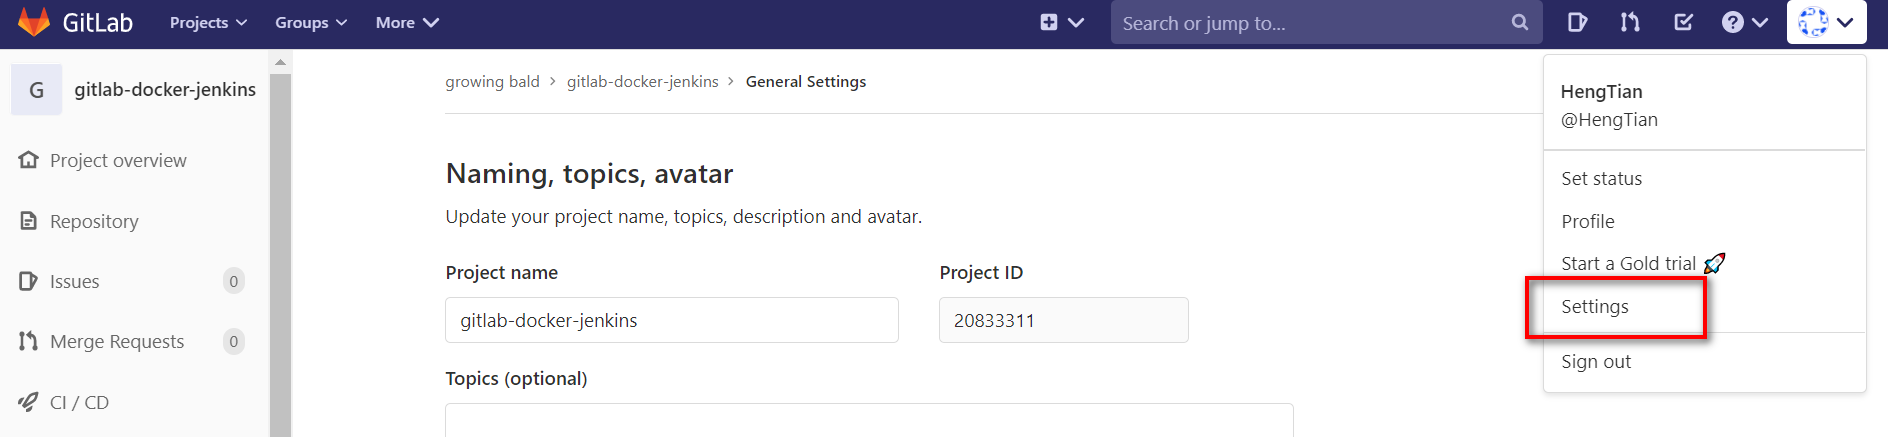 GitLab Projects Groups More Search or jump to...
G gitlab-docker-jenkins
Project overview
Repository
Issues 0
Merge Requests 0
CI / CD
growing bald > gitlab-docker-jenkins > General Settings
Naming, topics, avatar
Update your project name, topics, description and avatar.
Project name
gitlab-docker-jenkins
Project ID
20833311
Topics (optional)
HengTian
@HengTian
Set status
Profile
Start a Gold trial 🚀
Settings
Sign out